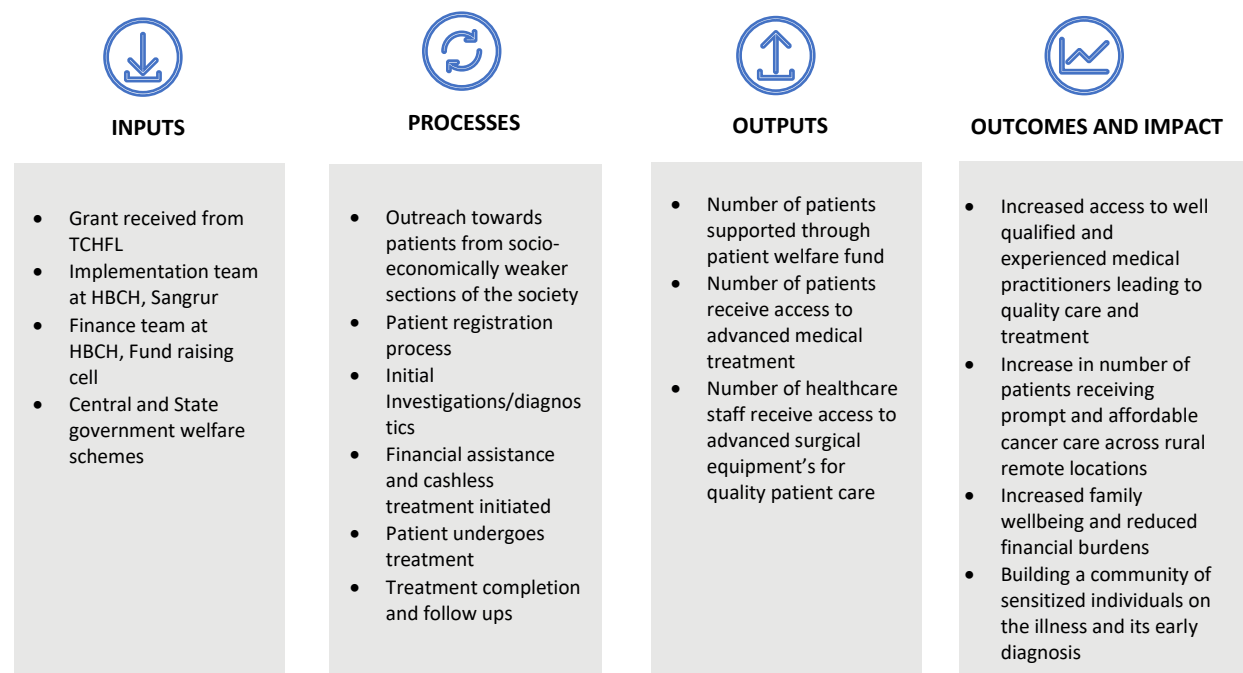 INPUTS
• Grant received from
TCHFL
• Implementation team
at HBCH, Sangrur
• Finance team at
HBCH, Fund raising
cell
• Central and State
government welfare
schemes
PROCESSES
• Outreach towards
patients from socio-
economically weaker
sections of the society
• Patient registration
process
• Initial
Investigations/diagnos
tics
• Financial assistance
and cashless
treatment initiated
• Patient undergoes
treatment
• Treatment completion
and follow ups
OUTPUTS
• Number of patients
supported through
patient welfare fund
• Number of patients
receive access to
advanced medical
treatment
• Number of healthcare
staff receive access to
advanced surgical
equipment’s for
quality patient care
OUTCOMES AND IMPACT
• Increased access to well
qualified and
experienced medical
practitioners leading to
quality care and
treatment
• Increase in number of
patients receiving
prompt and affordable
cancer care across rural
remote locations
• Increased family
wellbeing and reduced
financial burdens
• Building a community of
sensitized individuals on
the illness and its early
diagnosis